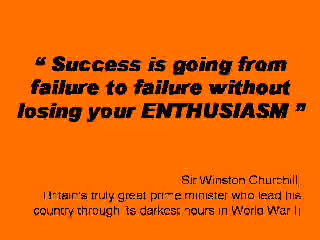 “ Success is going from
failure to failure without
losing your ENTHUSIASM ”
Sir Winston Churchill,
Britain's truly great prime minister who lead his
country through its darkest hours in World War II